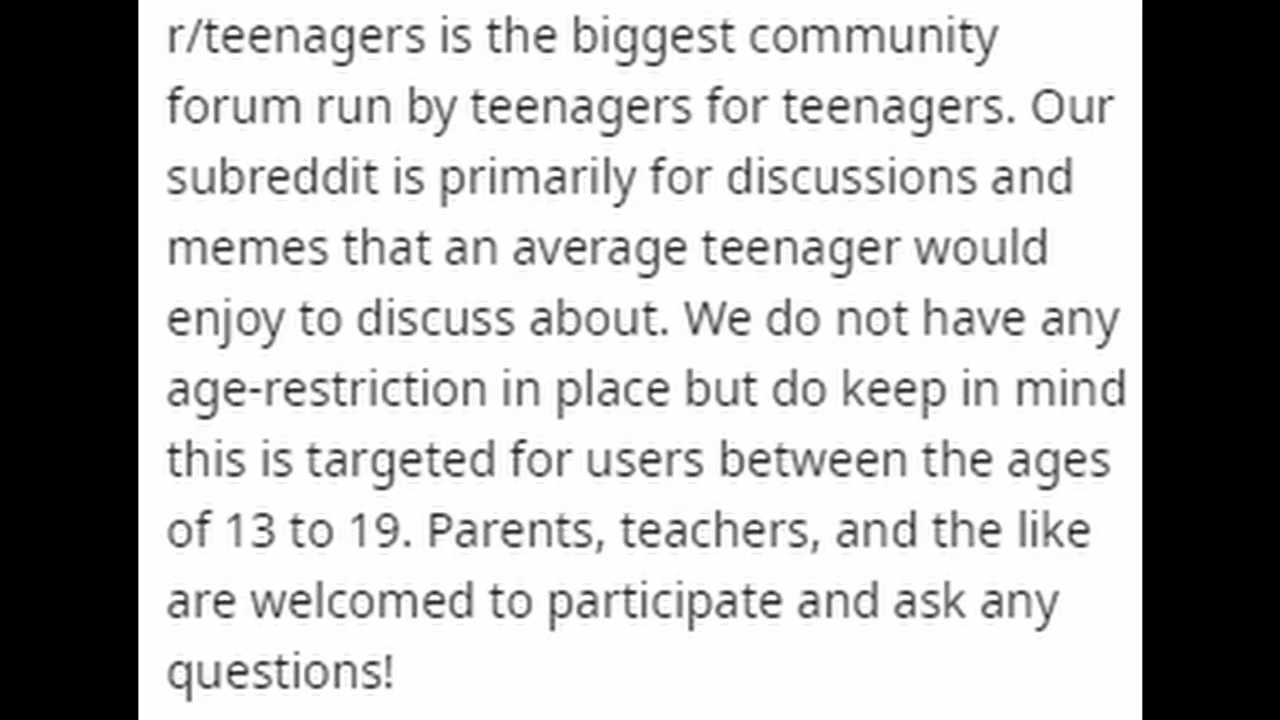 r/teenagers is the biggest community
forum run by teenagers for teenagers. Our
subreddit is primarily for discussions and
memes that an average teenager would
enjoy to discuss about. We do not have any
age-restriction in place but do keep in mind
this is targeted for users between the ages
of 13 to 19. Parents, teachers, and the like
are welcomed to participate and ask any
questions!